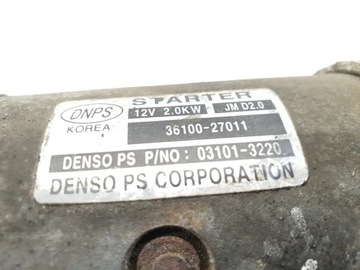 STARTER
DNPS
12V 2.0KW JM D2.0
KOREA
36100-27011
DENSO PS P/NO: 03101-3220
DENSO PS CORPORATION